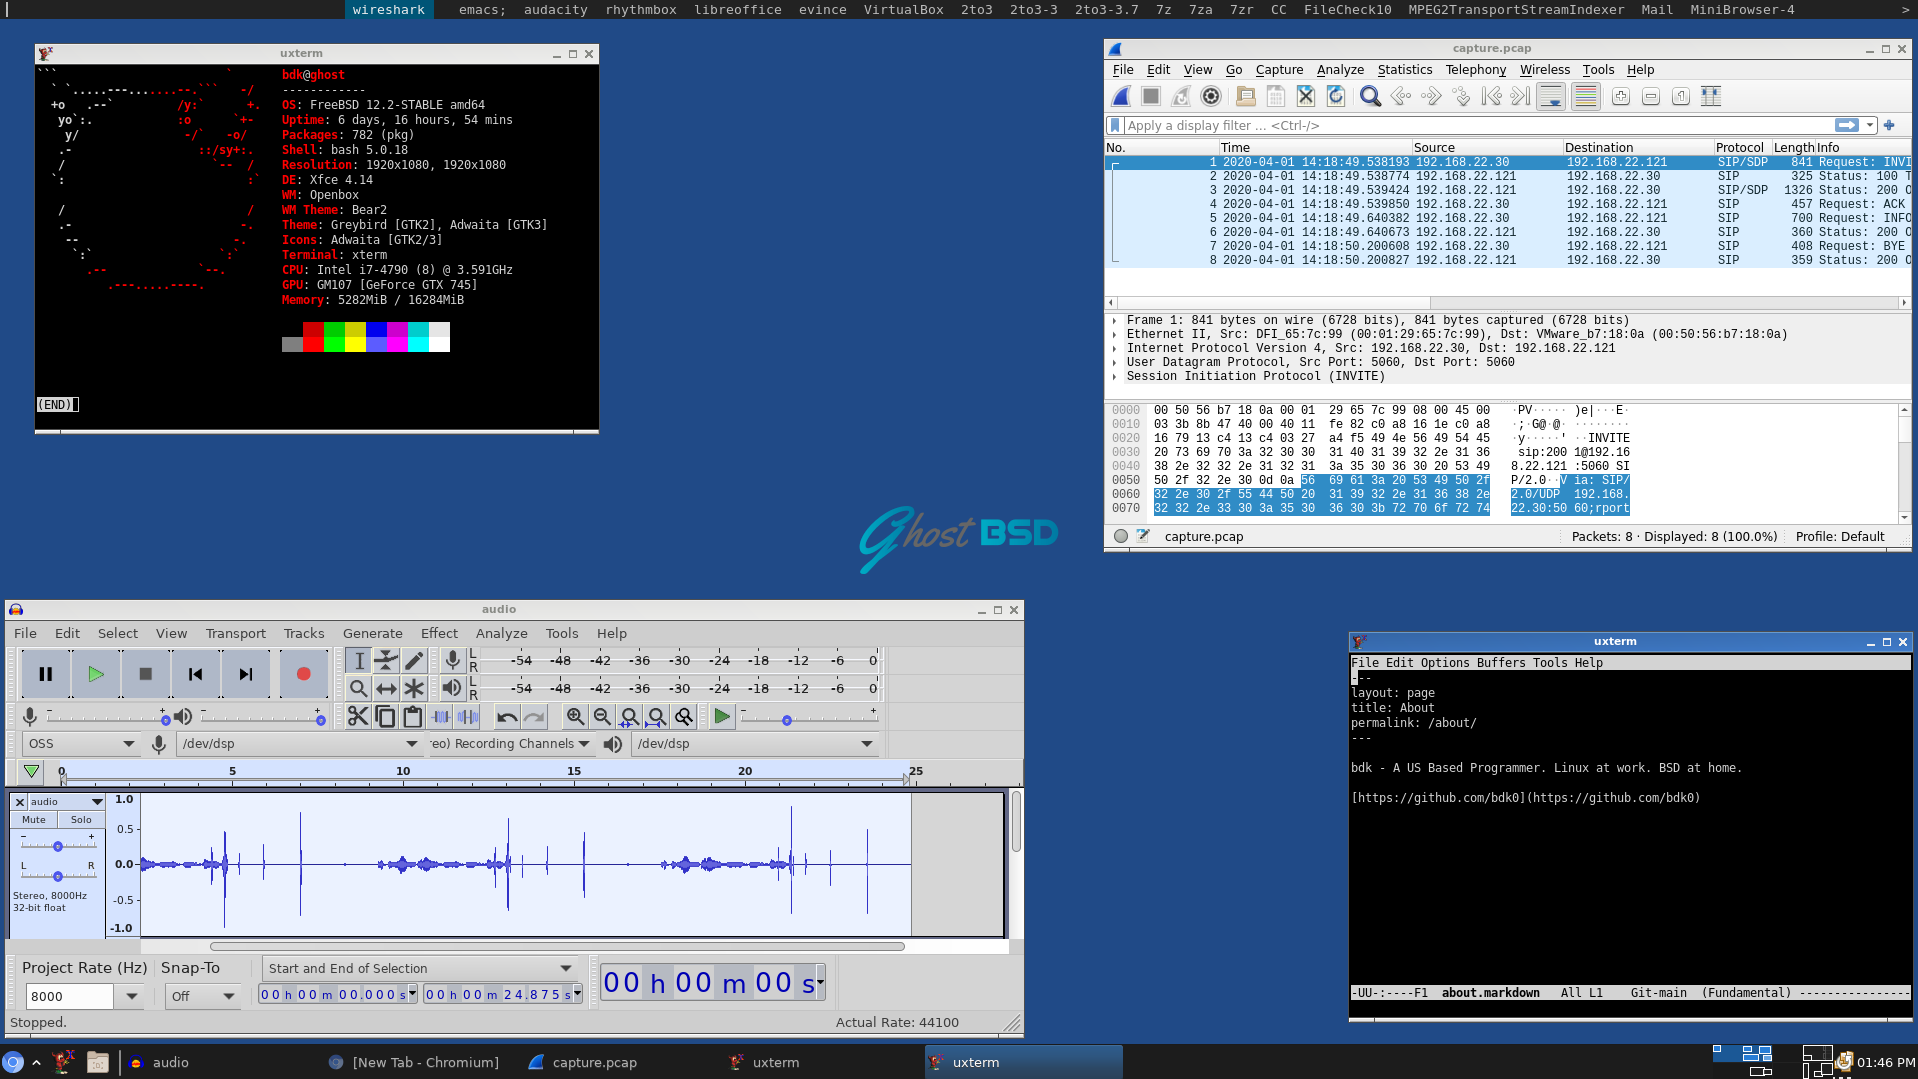 wireshark emacs; audacity rhythmbox libreoffice evince VirtualBox 2to3 2to3-3 2to3-3.7 7z 7za 7zr CC FileCheck10 MPEG2TransportStreamIndexer Mail MiniBrowser-4 >
uxterm
bdk@ghost
------------
OS: FreeBSD 12.2-STABLE amd64
Uptime: 6 days, 16 hours, 54 mins
Packages: 782 (pkg)
Shell: bash 5.0.18
Resolution: 1920x1080, 1920x1080
DE: Xfce 4.14
WM: Openbox
WM Theme: Bear2
Theme: Greybird [GTK2], Adwaita [GTK3]
Icons: Adwaita [GTK2/3]
Terminal: xterm
CPU: Intel i7-4790 (8) @ 3.591GHz
GPU: GM107 [GeForce GTX 745]
Memory: 5282MiB / 16284MiB
(END)
capture.pcap
File Edit View Go Capture Analyze Statistics Telephony Wireless Tools Help
Apply a display filter ... <Ctrl-/>
No. Time Source Destination Protocol Length Info
1 2020-04-01 14:18:49.538193 192.168.22.30 192.168.22.121 SIP/SDP 841 Request: INVI
2 2020-04-01 14:18:49.538774 192.168.22.121 192.168.22.30 SIP 325 Status: 100 T
3 2020-04-01 14:18:49.539424 192.168.22.121 192.168.22.30 SIP/SDP 1326 Status: 200 O
4 2020-04-01 14:18:49.539850 192.168.22.30 192.168.22.121 SIP 457 Request: ACK
5 2020-04-01 14:18:49.640382 192.168.22.30 192.168.22.121 SIP 700 Request: INFO
6 2020-04-01 14:18:49.640673 192.168.22.121 192.168.22.30 SIP 360 Status: 200 O
7 2020-04-01 14:18:50.200608 192.168.22.30 192.168.22.121 SIP 408 Request: BYE
8 2020-04-01 14:18:50.200827 192.168.22.121 192.168.22.30 SIP 359 Status: 200 O
Frame 1: 841 bytes on wire (6728 bits), 841 bytes captured (6728 bits)
Ethernet II, Src: DFI_65:7c:99 (00:01:29:65:7c:99), Dst: VMware_b7:18:0a (00:50:56:b7:18:0a)
Internet Protocol Version 4, Src: 192.168.22.30, Dst: 192.168.22.121
User Datagram Protocol, Src Port: 5060, Dst Port: 5060
Session Initiation Protocol (INVITE)
0000 00 50 56 b7 18 0a 00 01 29 65 7c 99 08 00 45 00 ·PV····· )e|···E·
0010 03 3b 8b 47 40 00 40 11 fe 82 c0 a8 16 1e c0 a8 ·;·G@·@· ········
0020 16 79 13 c4 13 c4 03 27 a4 f5 49 4e 56 49 54 45 ·y·····' ··INVITE
0030 20 73 69 70 3a 32 30 30 31 40 31 39 32 2e 31 36 sip:200 1@192.16
0040 38 2e 32 32 2e 31 32 31 3a 35 30 36 30 20 53 49 8.22.121 :5060 SI
0050 50 2f 32 2e 30 0d 0a 56 69 61 3a 20 53 49 50 2f P/2.0··V ia: SIP/
0060 32 2e 30 2f 55 44 50 20 31 39 32 2e 31 36 38 2e 2.0/UDP 192.168.
0070 32 32 2e 33 30 3a 35 30 36 30 3b 72 70 6f 72 74 22.30:50 60;rport
capture.pcap Packets: 8 · Displayed: 8 (100.0%) Profile: Default
Ghost BSD
audio
File Edit Select View Transport Tracks Generate Effect Analyze Tools Help
L R -54 -48 -42 -36 -30 -24 -18 -12 -6 0
L R -54 -48 -42 -36 -30 -24 -18 -12 -6 0
OSS /dev/dsp eo) Recording Channels /dev/dsp
0 5 10 15 20 25
audio
Mute Solo
L R
Stereo, 8000Hz
32-bit float
1.0
0.5
0.0
-0.5
-1.0
Project Rate (Hz) Snap-To Start and End of Selection
8000 Off 00 h 00 m 00.000 s 00 h 00 m 24.875 s
00 h 00 m 00 s
Stopped. Actual Rate: 44100
uxterm
File Edit Options Buffers Tools Help
---
layout: page
title: About
permalink: /about/
---
bdk - A US Based Programmer. Linux at work. BSD at home.
[https://github.com/bdk0](https://github.com/bdk0)
-UU-:----F1 about.markdown All L1 Git-main (Fundamental) ----------------
audio [New Tab - Chromium] capture.pcap uxterm uxterm 01:46 PM